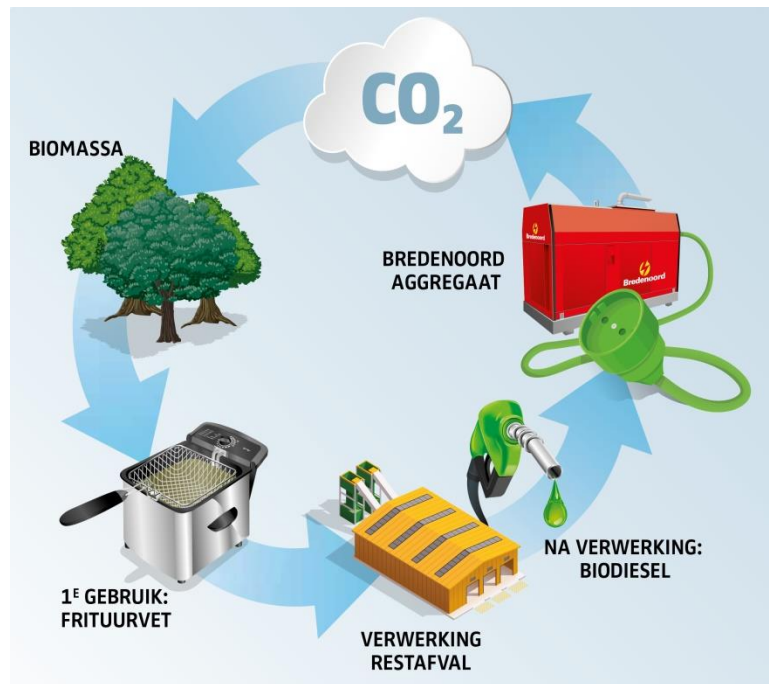 CO₂
BIOMASSA
BREDENOORD
AGGREGAAT
Bredenoord
Bredenoord
1ᴱ GEBRUIK:
FRITUURVET
VERWERKING
RESTAFVAL
NA VERWERKING:
BIODIESEL